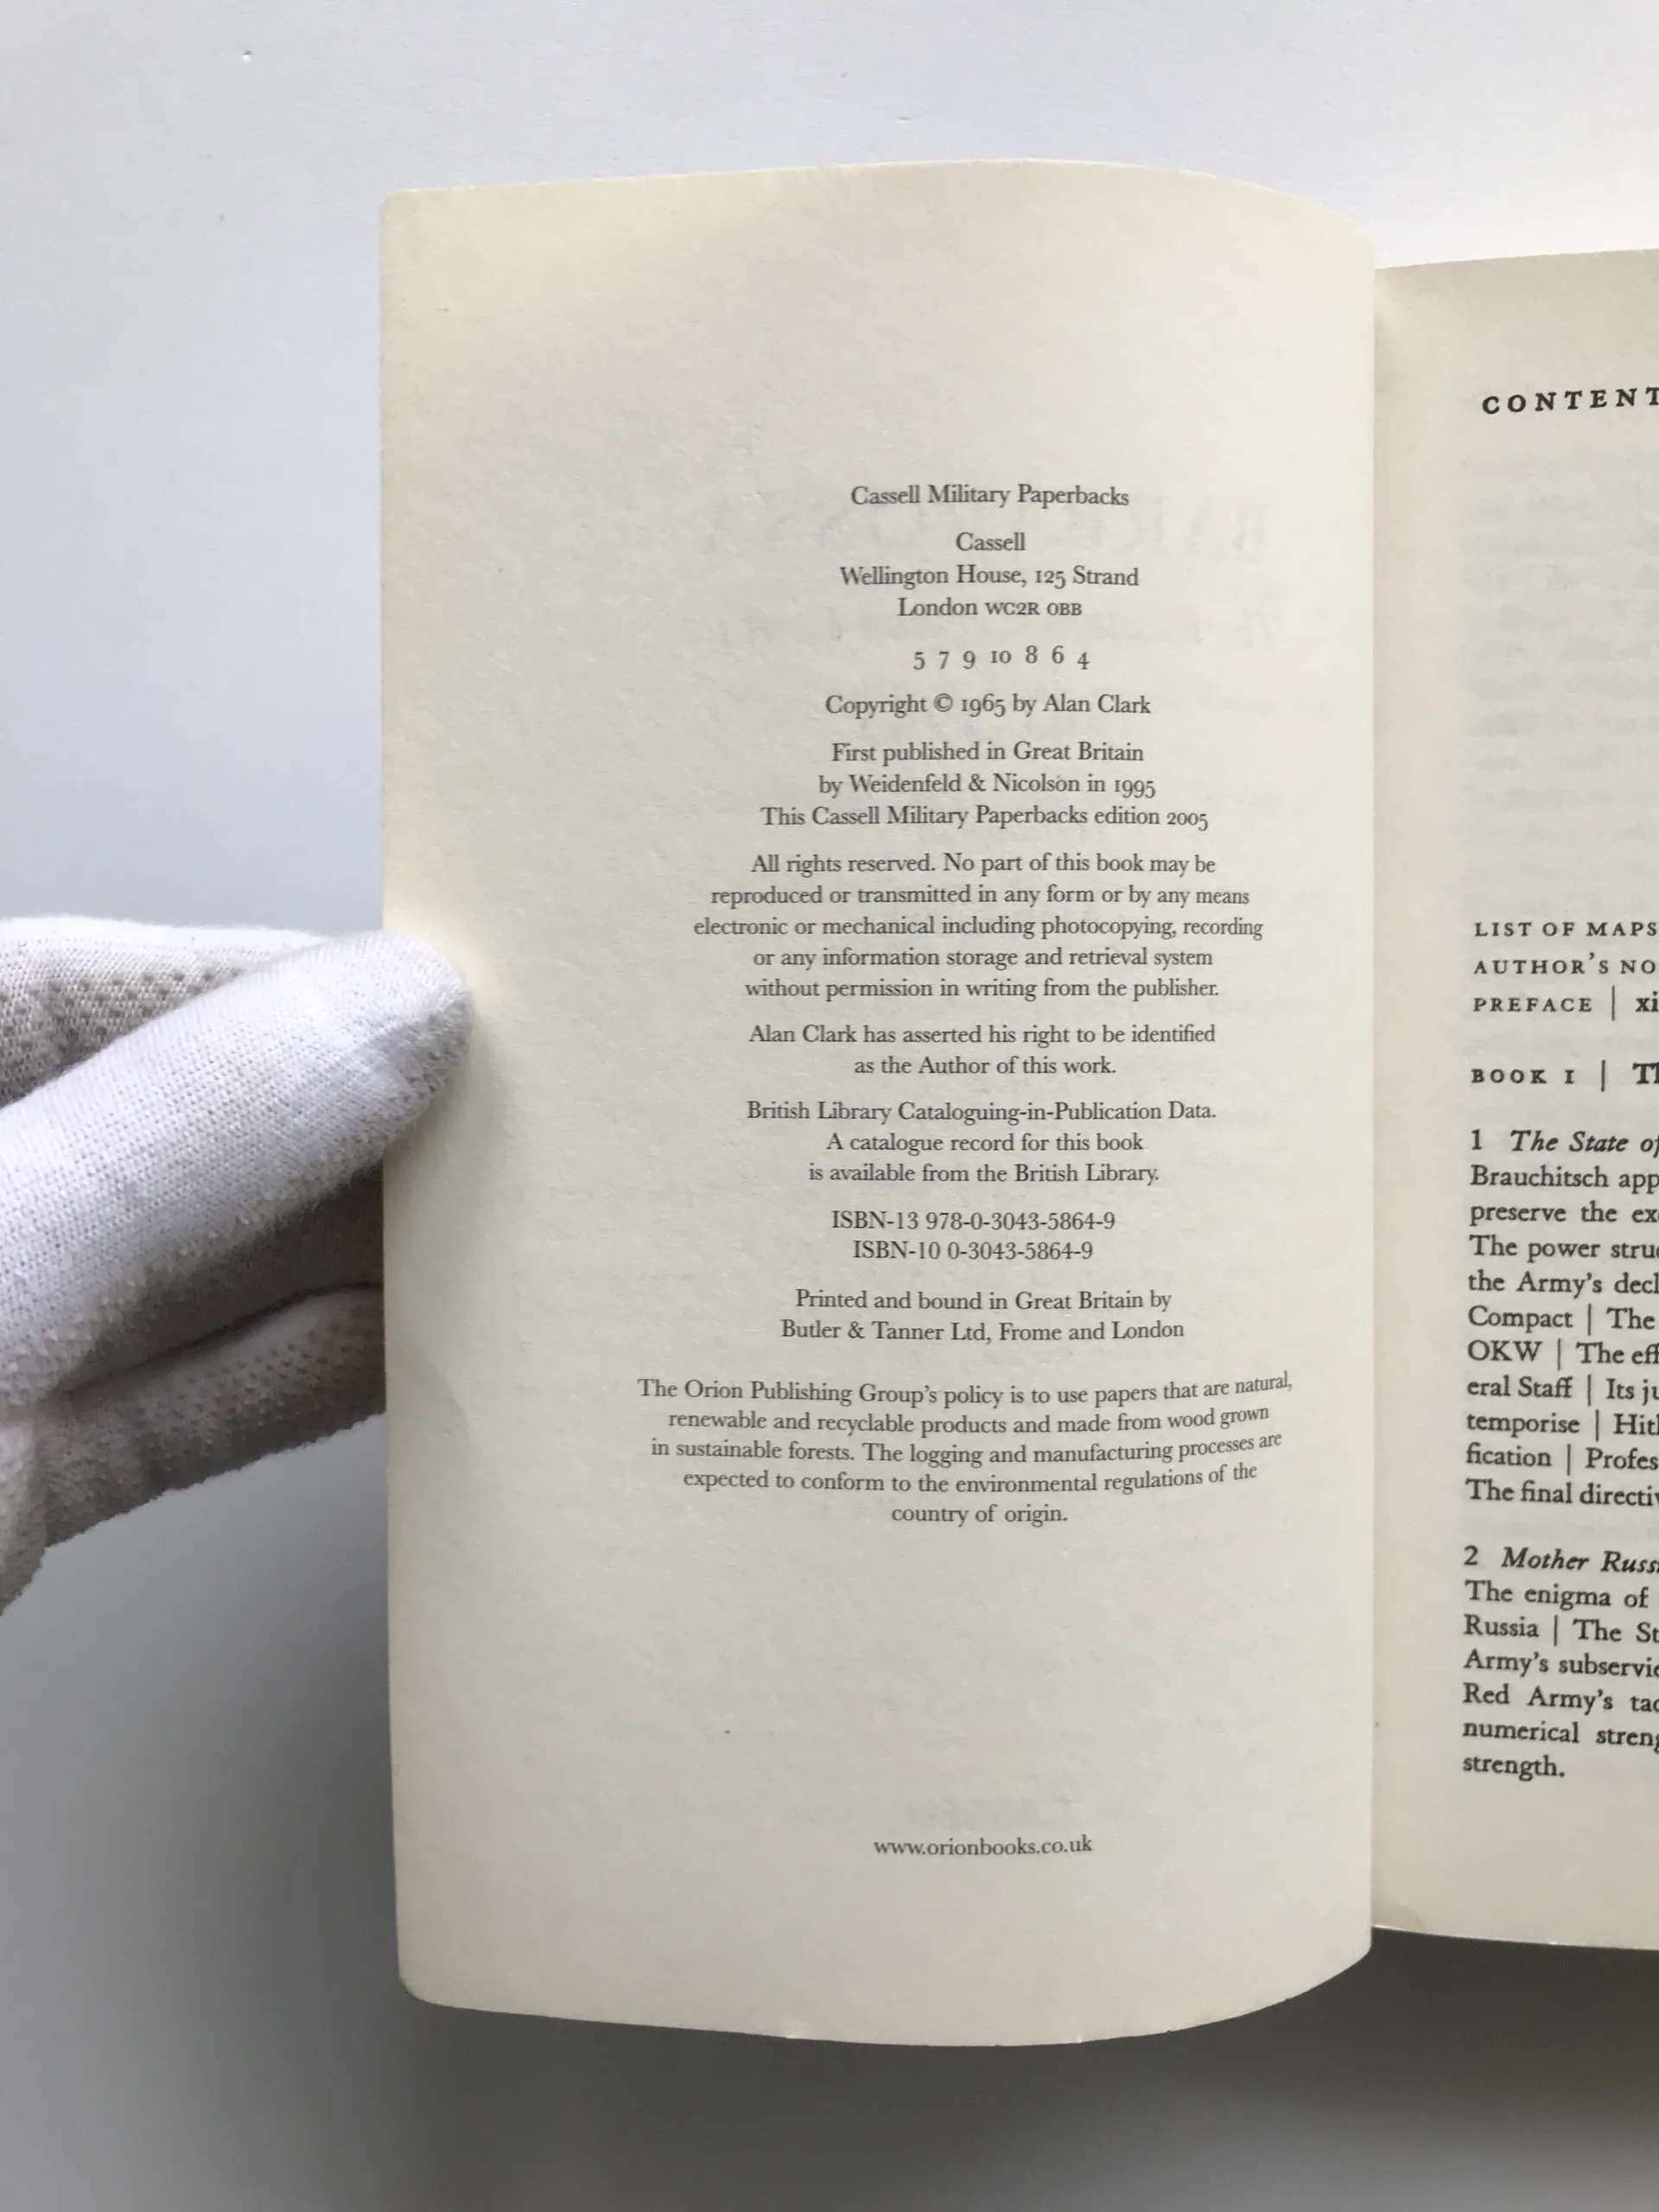 Cassell Military Paperbacks
Cassell
Wellington House, 125 Strand
London WC2R 0BB
5 7 9 10 8 6 4
Copyright © 1965 by Alan Clark
First published in Great Britain
by Weidenfeld & Nicolson in 1995
This Cassell Military Paperbacks edition 2005
All rights reserved. No part of this book may be
reproduced or transmitted in any form or by any means
electronic or mechanical including photocopying, recording
or any information storage and retrieval system
without permission in writing from the publisher.
Alan Clark has asserted his right to be identified
as the Author of this work.
British Library Cataloguing-in-Publication Data.
A catalogue record for this book
is available from the British Library.
ISBN-13 978-0-3043-5864-9
ISBN-10 0-3043-5864-9
Printed and bound in Great Britain by
Butler & Tanner Ltd, Frome and London
The Orion Publishing Group's policy is to use papers that are natural,
renewable and recyclable products and made from wood grown
in sustainable forests. The logging and manufacturing processes are
expected to conform to the environmental regulations of the
country of origin.
www.orionbooks.co.uk
CONTENT
LIST OF MAPS
AUTHOR'S NO
PREFACE | xi
BOOK I | Th
1 The State of
Brauchitsch app
preserve the ex
The power stru
the Army's decl
Compact | The
OKW | The eff
eral Staff | Its ju
temporise | Hitl
fication | Profes
The final directiv
2 Mother Russ
The enigma of
Russia | The St
Army's subservie
Red Army's tac
numerical streng
strength.